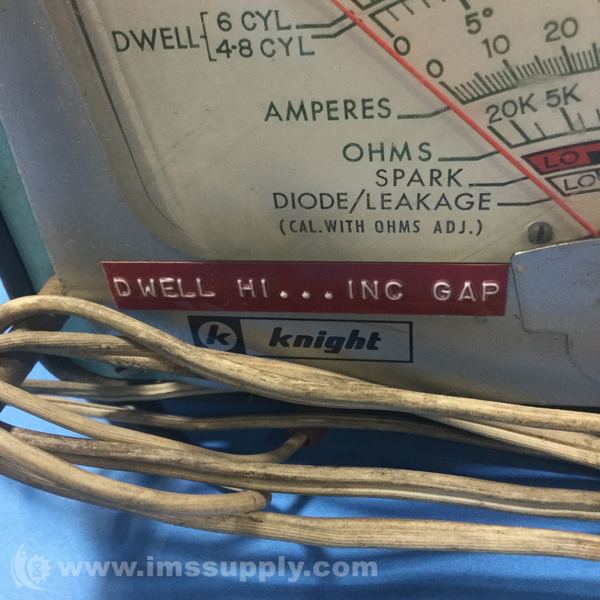 DWELL 6 CYL
4-8 CYL
5°
0 10 20
0
AMPERES
20K 5K
OHMS
LO
SPARK
LO
DIODE/LEAKAGE
(CAL. WITH OHMS ADJ.)
DWELL HI...INC GAP
k knight
www.imssupply.com